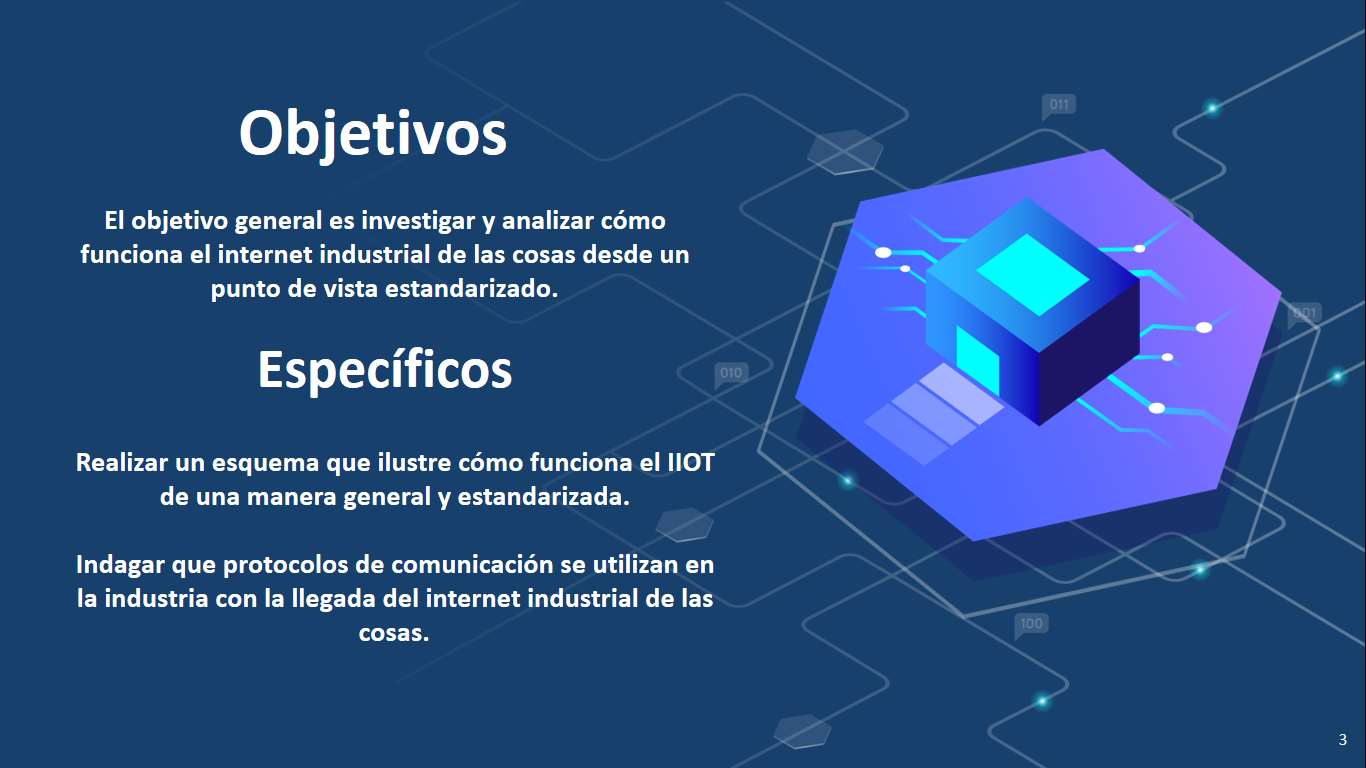 Objetivos
El objetivo general es investigar y analizar cómo
funciona el internet industrial de las cosas desde un
punto de vista estandarizado.
Específicos
Realizar un esquema que ilustre cómo funciona el IIOT
de una manera general y estandarizada.
Indagar que protocolos de comunicación se utilizan en
la industria con la llegada del internet industrial de las
cosas.
011
001
010
100
3